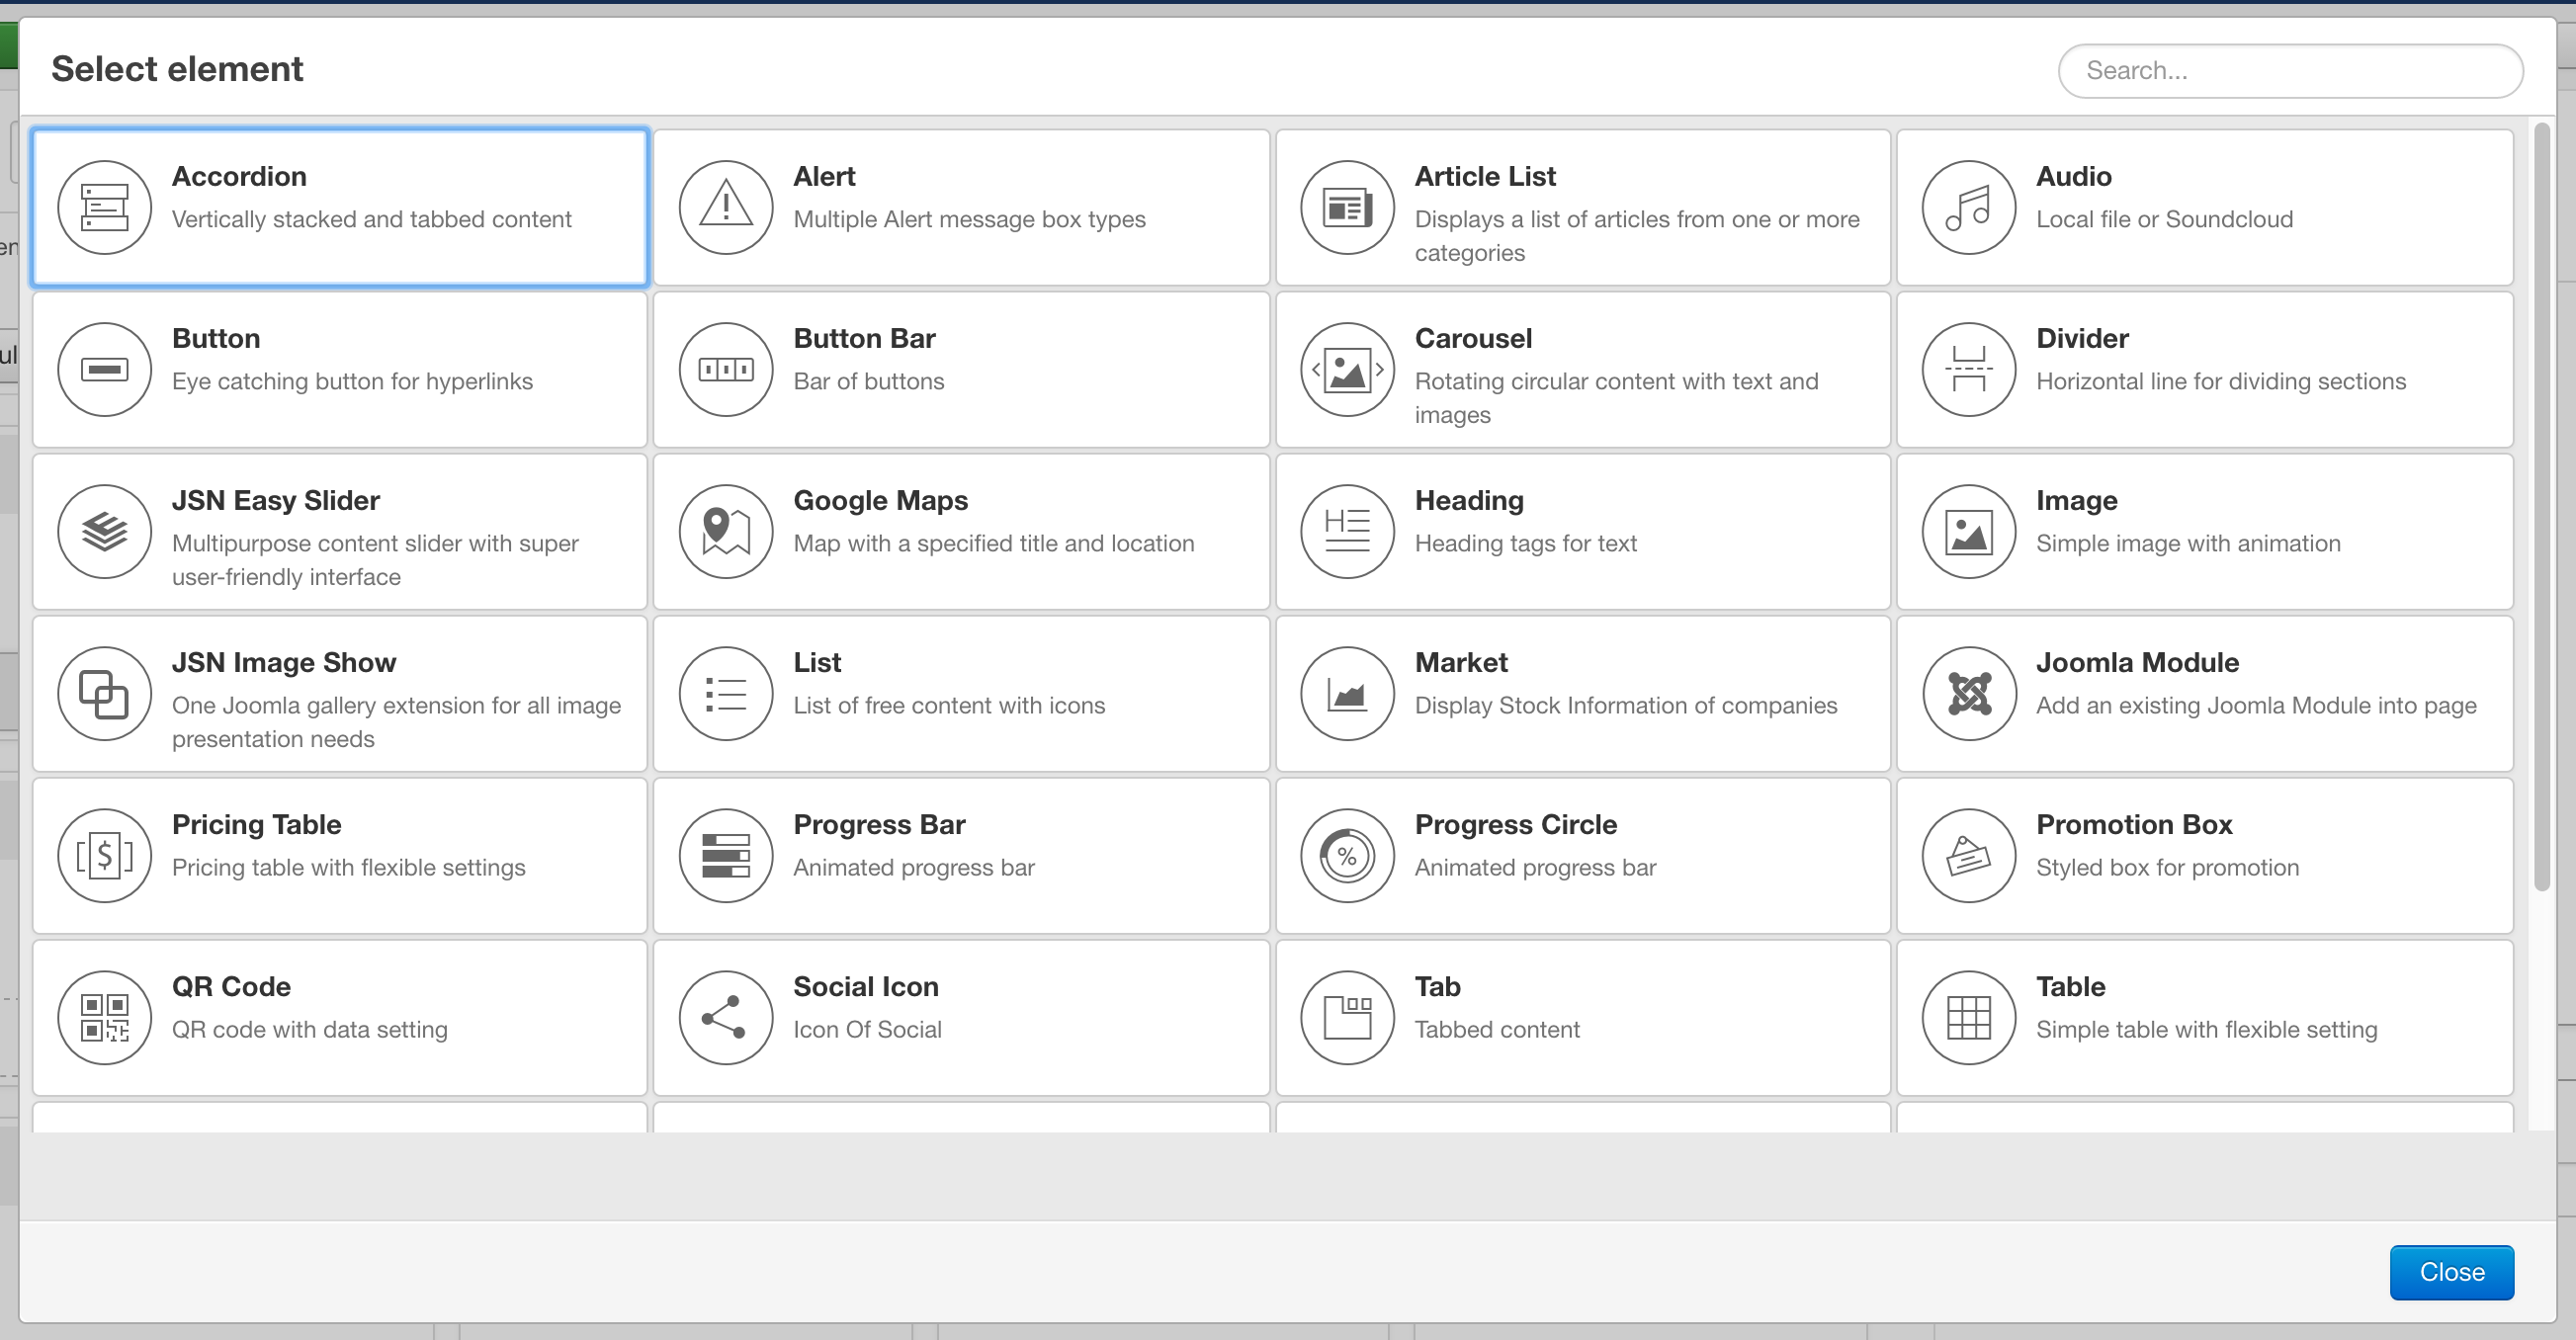 Select element
Search...
Accordion
Vertically stacked and tabbed content
Alert
Multiple Alert message box types
Article List
Displays a list of articles from one or more
categories
Audio
Local file or Soundcloud
Button
Eye catching button for hyperlinks
Button Bar
Bar of buttons
Carousel
Rotating circular content with text and
images
Divider
Horizontal line for dividing sections
JSN Easy Slider
Multipurpose content slider with super
user-friendly interface
Google Maps
Map with a specified title and location
Heading
Heading tags for text
Image
Simple image with animation
JSN Image Show
One Joomla gallery extension for all image
presentation needs
List
List of free content with icons
Market
Display Stock Information of companies
Joomla Module
Add an existing Joomla Module into page
Pricing Table
Pricing table with flexible settings
Progress Bar
Animated progress bar
Progress Circle
Animated progress bar
Promotion Box
Styled box for promotion
QR Code
QR code with data setting
Social Icon
Icon Of Social
Tab
Tabbed content
Table
Simple table with flexible setting
Close